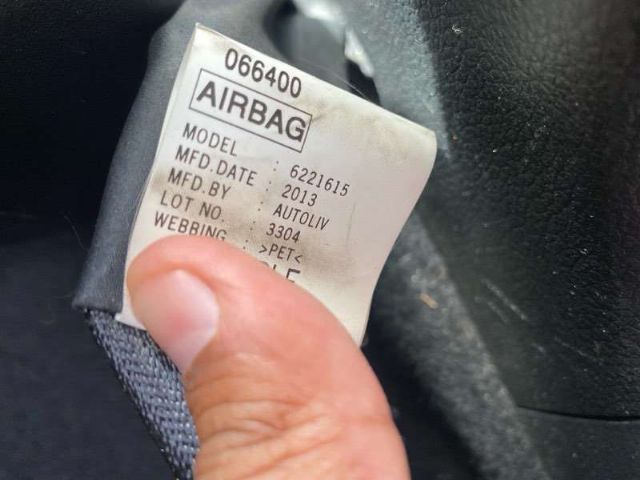 066400
AIRBAG
MODEL : 6221615
MFD.DATE : 2013
MFD.BY : AUTOLIV
LOT NO. : 3304
WEBBING : >PET<